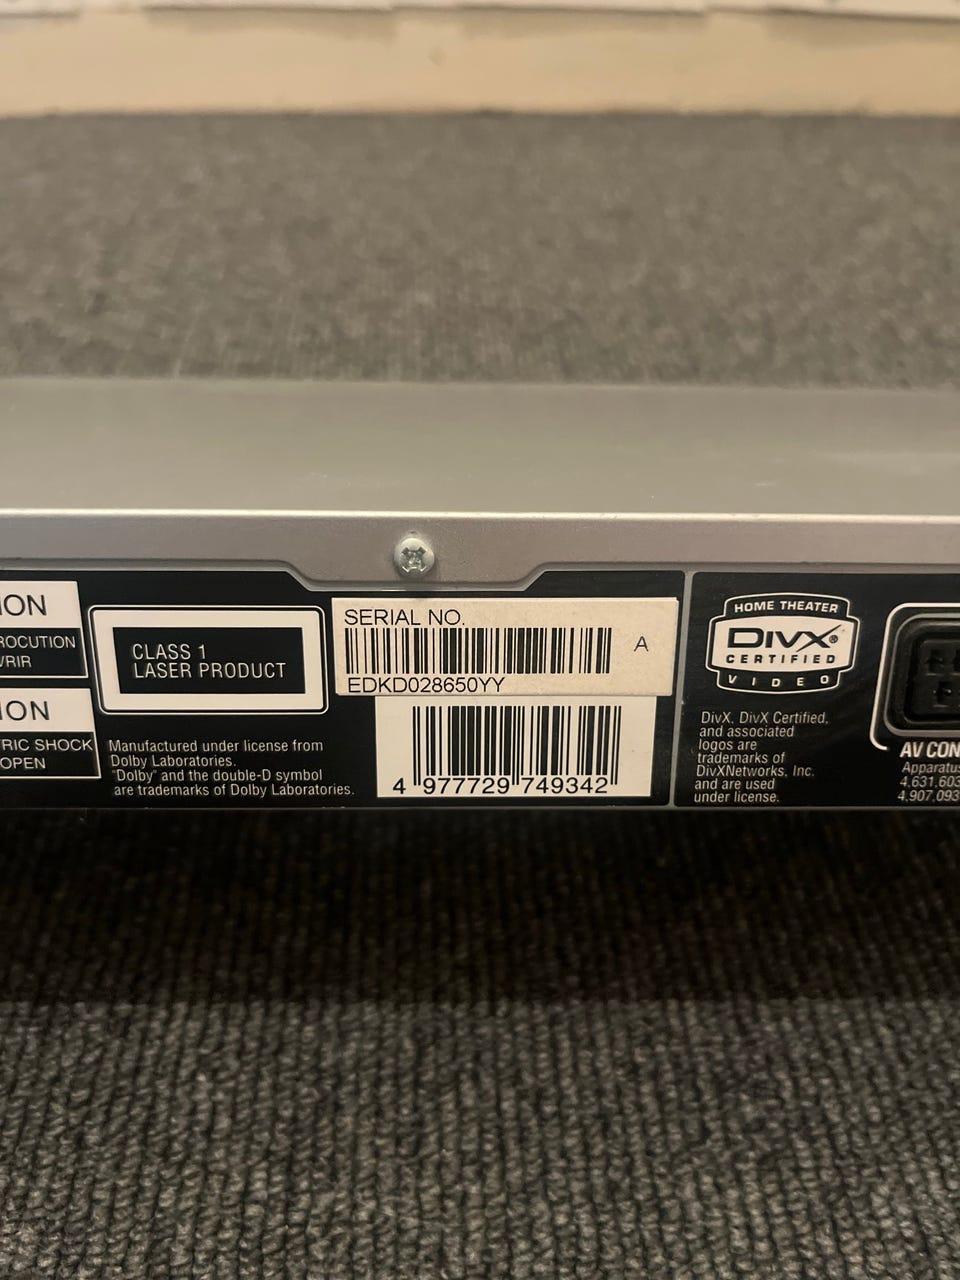 ION
ROCUTION
VRIR
ION
RIC SHOCK
OPEN
CLASS 1
LASER PRODUCT
Manufactured under license from
Dolby Laboratories.
"Dolby" and the double-D symbol
are trademarks of Dolby Laboratories.
SERIAL NO.
A
EDKD028650YY
4 977729 749342
HOME THEATER
DivX®
CERTIFIED
VIDEO
DivX, DivX Certified,
and associated
logos are
trademarks of
DivXNetworks, Inc.
and are used
under license.
AV CON
Apparatus
4,631,603
4,907,093